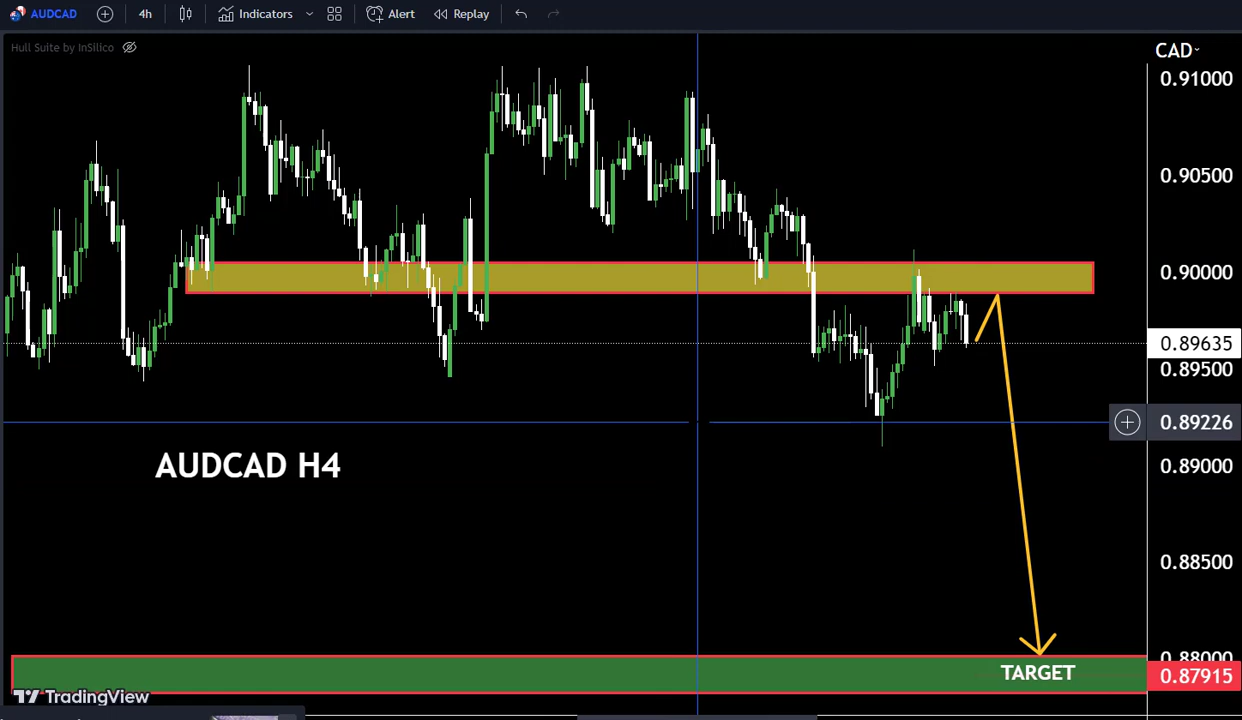 AUDCAD 4h Indicators Alert Replay
Hull Suite by InSilico
CAD
0.91000
0.90500
0.90000
0.89635
0.89500
0.89226
AUDCAD H4
0.89000
0.88500
0.88000
TARGET
0.87915
TradingView